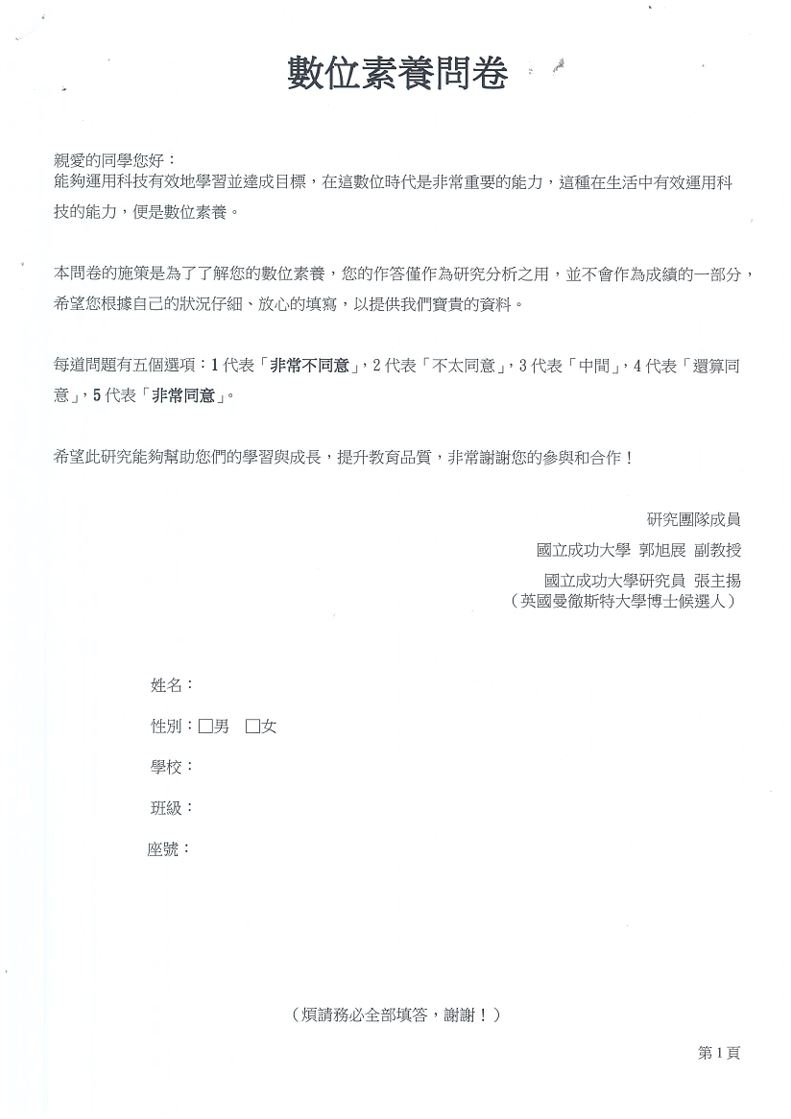 數位素養問卷
親愛的同學您好：
能夠運用科技有效地學習並達成目標，在這數位時代是非常重要的能力，這種在生活中有效運用科
技的能力，便是數位素養。
本問卷的施策是為了了解您的數位素養，您的作答僅作為研究分析之用，並不會作為成績的一部分，
希望您根據自己的狀況仔細、放心的填寫，以提供我們寶貴的資料。
每道問題有五個選項：1 代表「非常不同意」，2 代表「不太同意」，3 代表「中間」，4 代表「還算同
意」，5 代表「非常同意」。
希望此研究能夠幫助您們的學習與成長，提升教育品質，非常謝謝您的參與和合作！
研究團隊成員
國立成功大學 郭旭展 副教授
國立成功大學研究員 張主揚
（英國曼徹斯特大學博士候選人）
姓名：
性別：□男 □女
學校：
班級：
座號：
（煩請務必全部填答，謝謝！）
第 1 頁